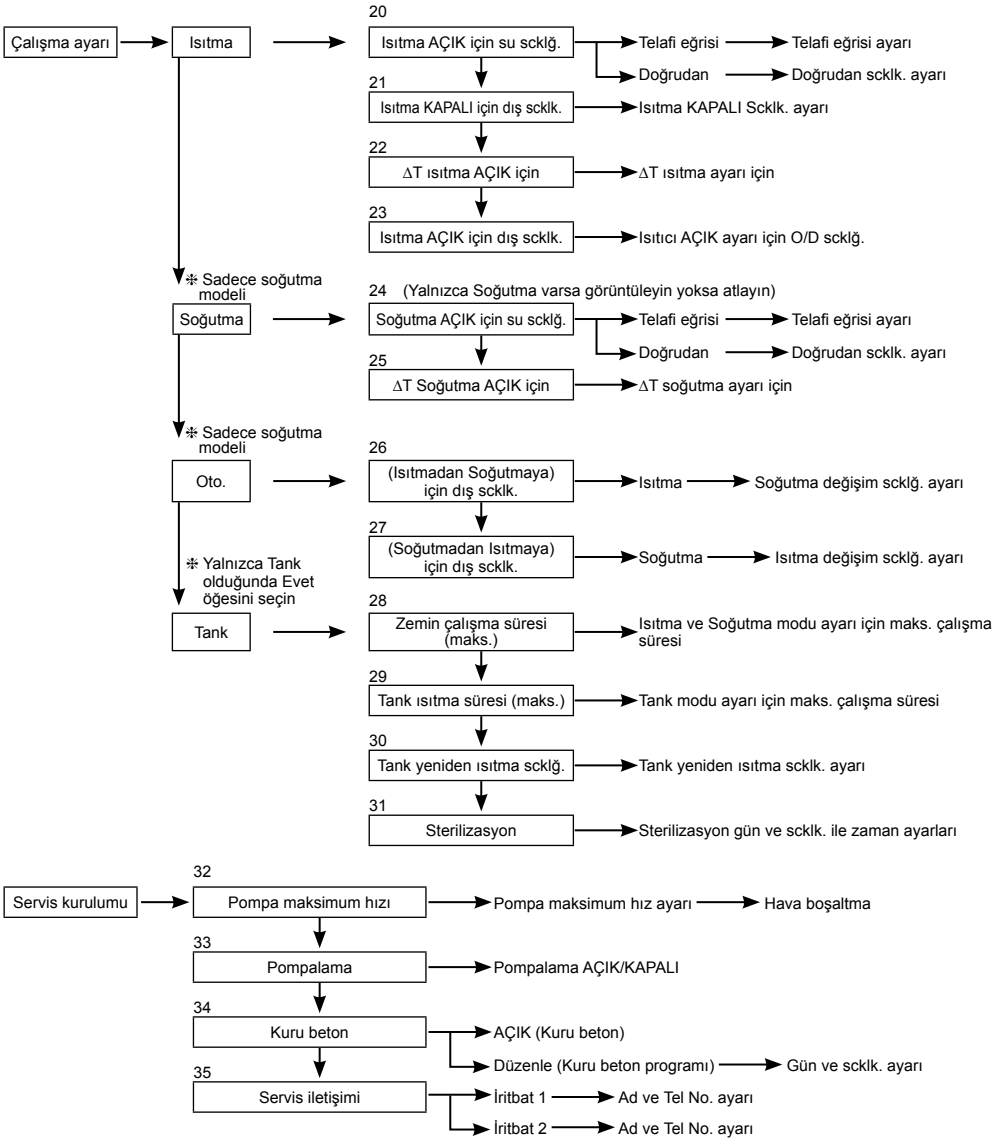 20
Çalışma ayarı Isıtma Isıtma AÇIK için su scklğ. Telafi eğrisi Telafi eğrisi ayarı
Doğrudan Doğrudan scklk. ayarı
21
Isıtma KAPALI için dış scklk. Isıtma KAPALI Scklk. ayarı
22
∆T ısıtma AÇIK için ∆T ısıtma ayarı için
23
Isıtma AÇIK için dış scklk. Isıtıcı AÇIK ayarı için O/D scklğ.
❈ Sadece soğutma
modeli
24 (Yalnızca Soğutma varsa görüntüleyin yoksa atlayın)
Soğutma Soğutma AÇIK için su scklğ. Telafi eğrisi Telafi eğrisi ayarı
Doğrudan Doğrudan scklk. ayarı
25
∆T Soğutma AÇIK için ∆T soğutma ayarı için
❈ Sadece soğutma
modeli
26
Oto. (Isıtmadan Soğutmaya)
için dış scklk. Isıtma Soğutma değişim scklğ. ayarı
27
(Soğutmadan Isıtmaya)
için dış scklk. Soğutma Isıtma değişim scklğ. ayarı
❈ Yalnızca Tank
olduğunda Evet
öğesini seçin
28
Tank Zemin çalışma süresi
(maks.) Isıtma ve Soğutma modu ayarı için maks. çalışma
süresi
29
Tank ısıtma süresi (maks.) Tank modu ayarı için maks. çalışma süresi
30
Tank yeniden ısıtma scklğ. Tank yeniden ısıtma scklk. ayarı
31
Sterilizasyon Sterilizasyon gün ve scklk. ile zaman ayarları
32
Servis kurulumu Pompa maksimum hızı Pompa maksimum hız ayarı Hava boşaltma
33
Pompalama Pompalama AÇIK/KAPALI
34
Kuru beton AÇIK (Kuru beton)
Düzenle (Kuru beton programı) Gün ve scklk. ayarı
35
Servis iletişimi İritbat 1 Ad ve Tel No. ayarı
İritbat 2 Ad ve Tel No. ayarı